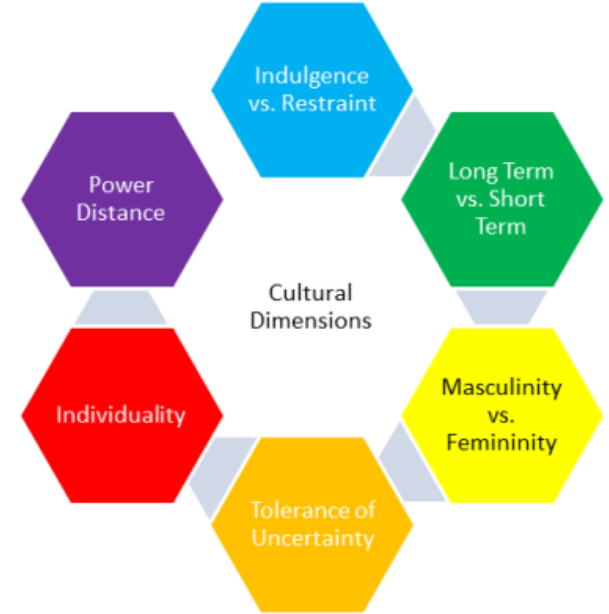 Indulgence
vs. Restraint
Long Term
vs. Short
Term
Masculinity
vs.
Femininity
Tolerance of
Uncertainty
Individuality
Power
Distance
Cultural
Dimensions